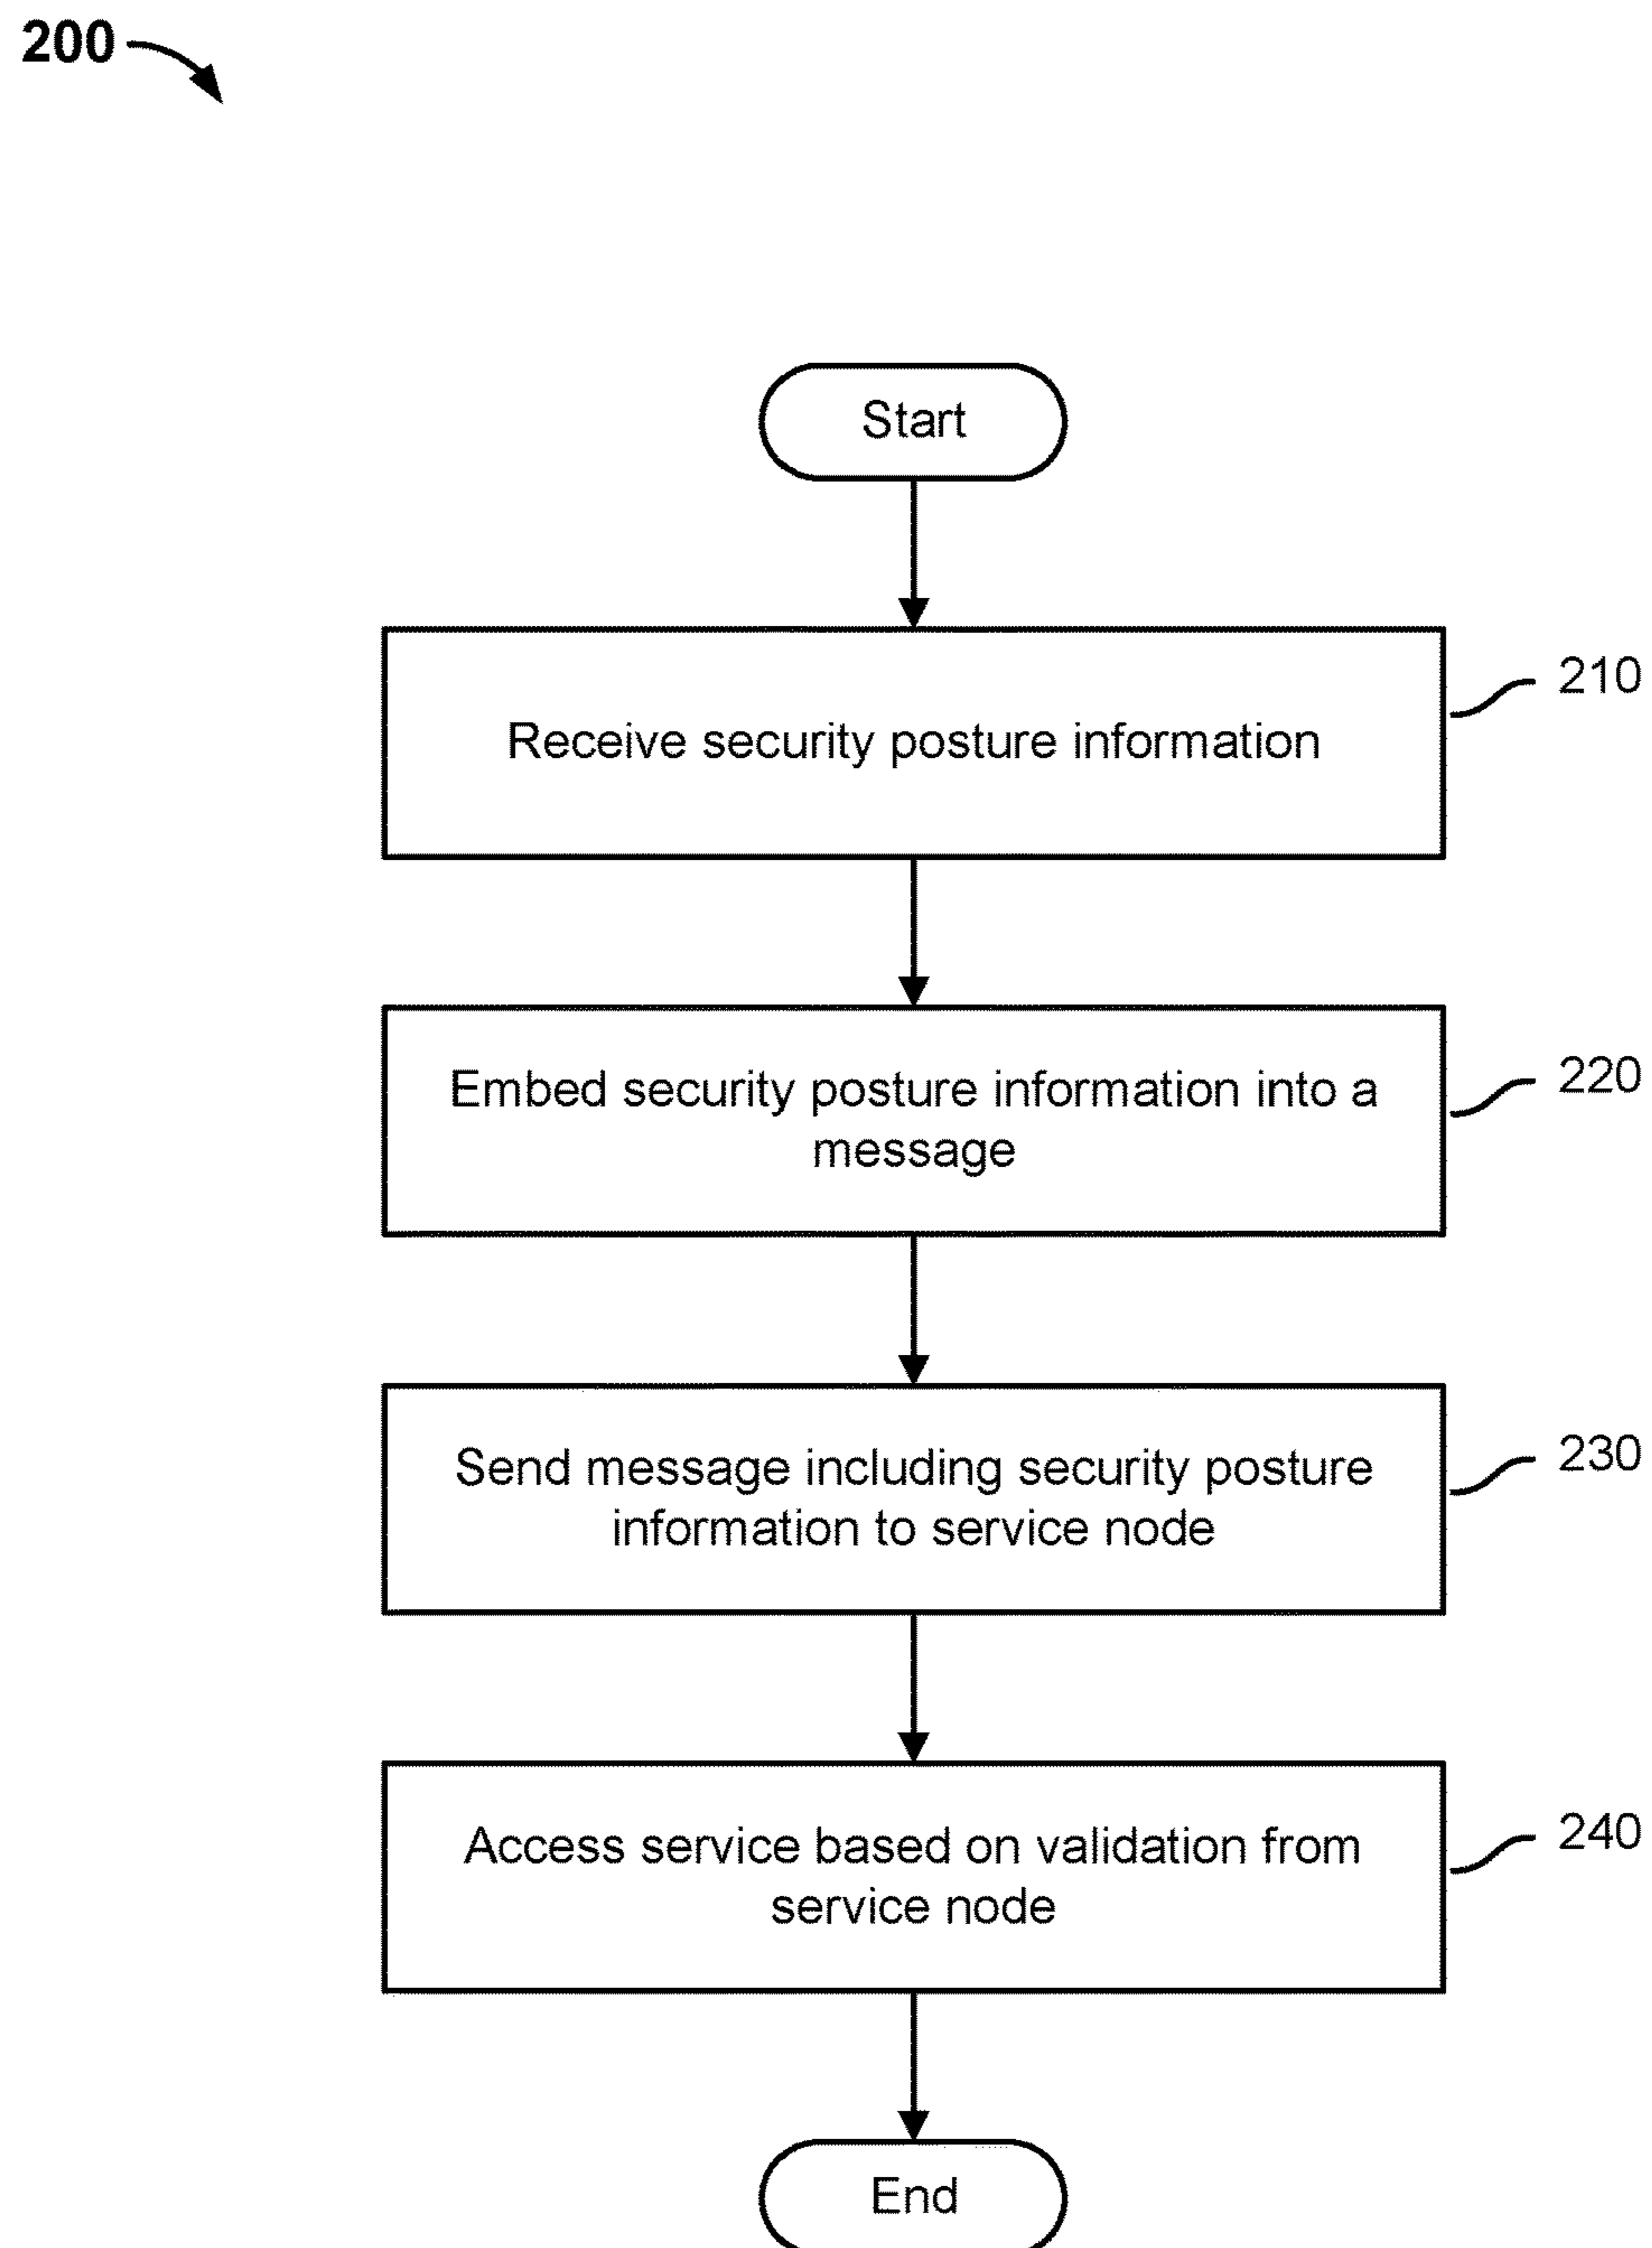 200
Start
Receive security posture information
210
Embed security posture information into a
message
220
Send message including security posture
information to service node
230
Access service based on validation from
service node
240
End